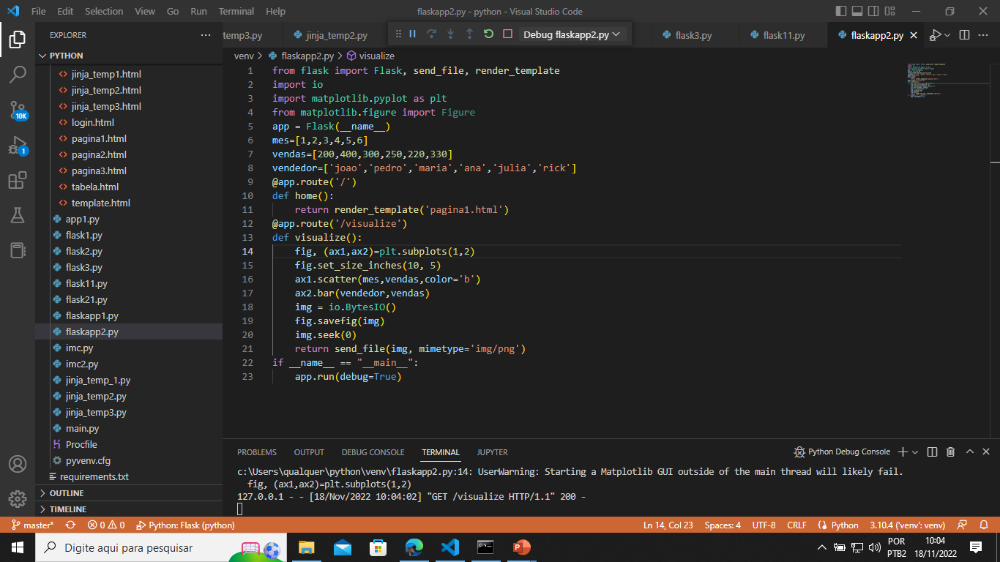 File Edit Selection View Go Run Terminal Help flaskapp2.py - python - Visual Studio Code
EXPLORER
temp3.py jinja_temp2.py Debug flaskapp2.py flask3.py flask11.py flaskapp2.py
PYTHON
venv flaskapp2.py visualize
jinja_temp1.html
jinja_temp2.html
jinja_temp3.html
login.html
pagina1.html
pagina2.html
pagina3.html
tabela.html
template.html
app1.py
flask1.py
flask2.py
flask3.py
flask11.py
flask21.py
flaskapp1.py
flaskapp2.py
imc.py
imc2.py
jinja_temp_1.py
jinja_temp2.py
jinja_temp3.py
main.py
Procfile
pyvenv.cfg
requirements.txt
OUTLINE
TIMELINE
10K
1
1 from flask import Flask, send_file, render_template
2 import io
3 import matplotlib.pyplot as plt
4 from matplotlib.figure import Figure
5 app = Flask(__name__)
6 mes=[1,2,3,4,5,6]
7 vendas=[200,400,300,250,220,330]
8 vendedor=['joao','pedro','maria','ana','julia','rick']
9 @app.route('/')
10 def home():
11     return render_template('pagina1.html')
12 @app.route('/visualize')
13 def visualize():
14     fig, (ax1,ax2)=plt.subplots(1,2)
15     fig.set_size_inches(10, 5)
16     ax1.scatter(mes,vendas,color='b')
17     ax2.bar(vendedor,vendas)
18     img = io.BytesIO()
19     fig.savefig(img)
20     img.seek(0)
21     return send_file(img, mimetype='img/png')
22 if __name__ == "__main__":
23     app.run(debug=True)
PROBLEMS OUTPUT DEBUG CONSOLE TERMINAL JUPYTER Python Debug Console
c:\Users\qualquer\python\venv\flaskapp2.py:14: UserWarning: Starting a Matplotlib GUI outside of the main thread will likely fail.
  fig, (ax1,ax2)=plt.subplots(1,2)
127.0.0.1 - - [18/Nov/2022 10:04:02] "GET /visualize HTTP/1.1" 200 -
master* 0 0 Python: Flask (python) Ln 14, Col 23 Spaces: 4 UTF-8 CRLF Python 3.10.4 ('venv': venv)
Digite aqui para pesquisar
POR 10:04
PTB2 18/11/2022